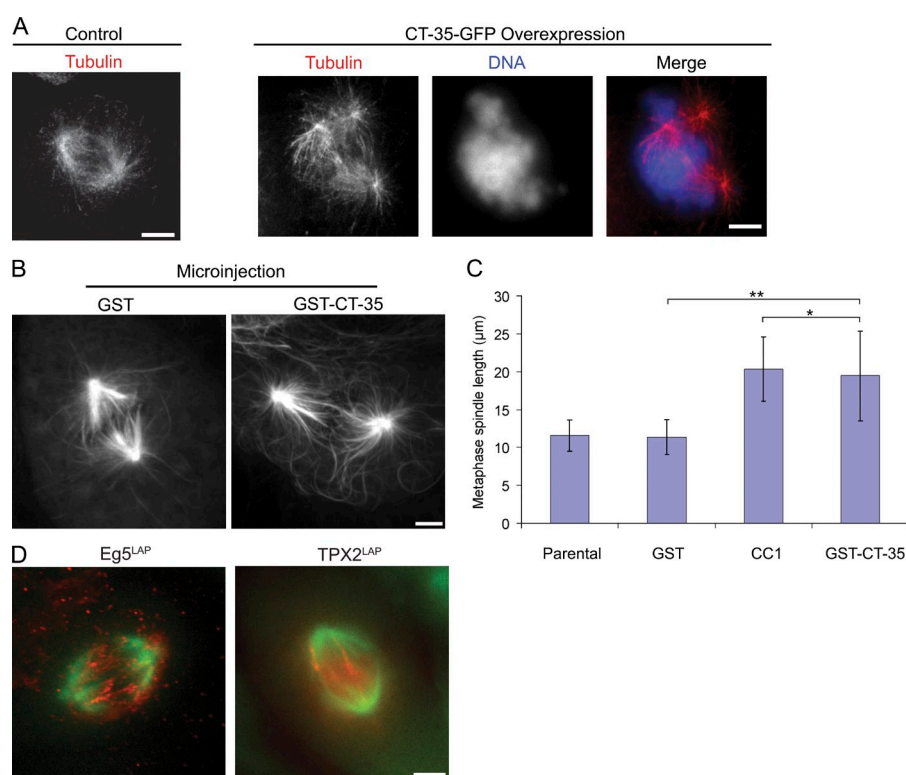 A
Control
CT-35-GFP Overexpression
Tubulin
Tubulin
DNA
Merge
B
Microinjection
GST
GST-CT-35
C
Metaphase spindle length (µm)
30
25
20
15
10
5
0
**
*
Parental
GST
CC1
GST-CT-35
D
Eg5LAP
TPX2LAP